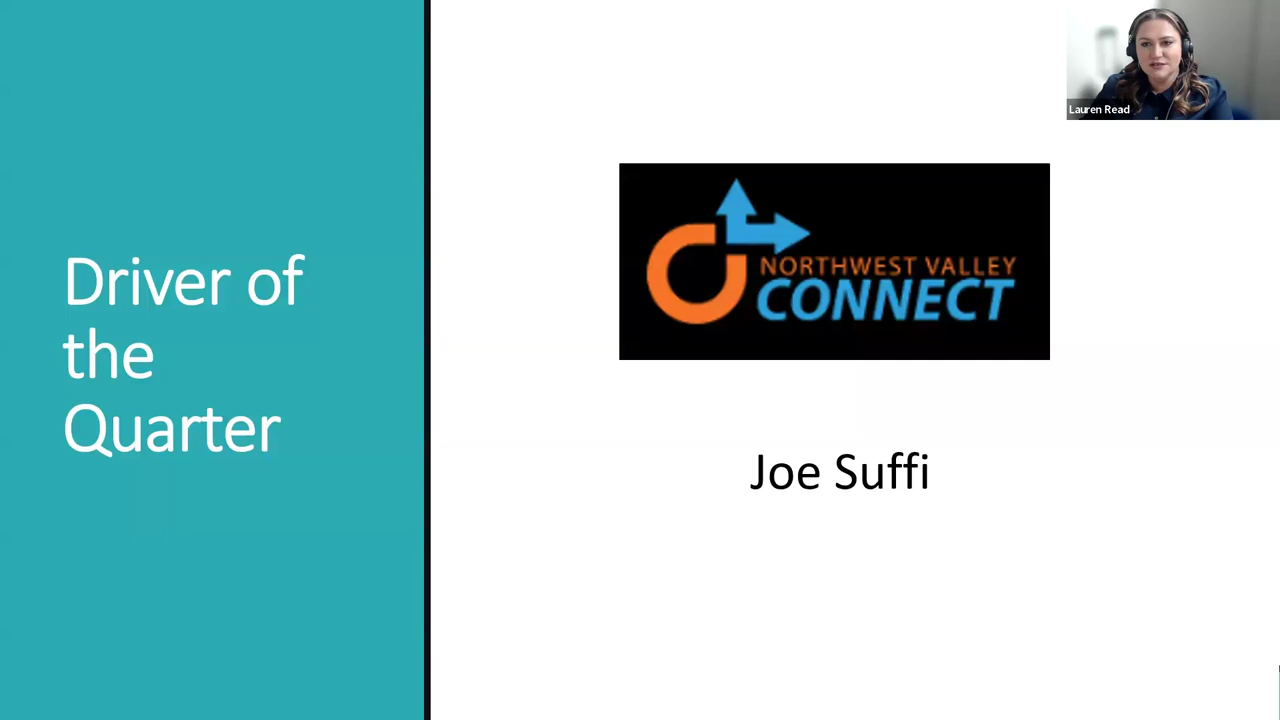 Driver of
the
Quarter
Lauren Read
NORTHWEST VALLEY
CONNECT
Joe Suffi